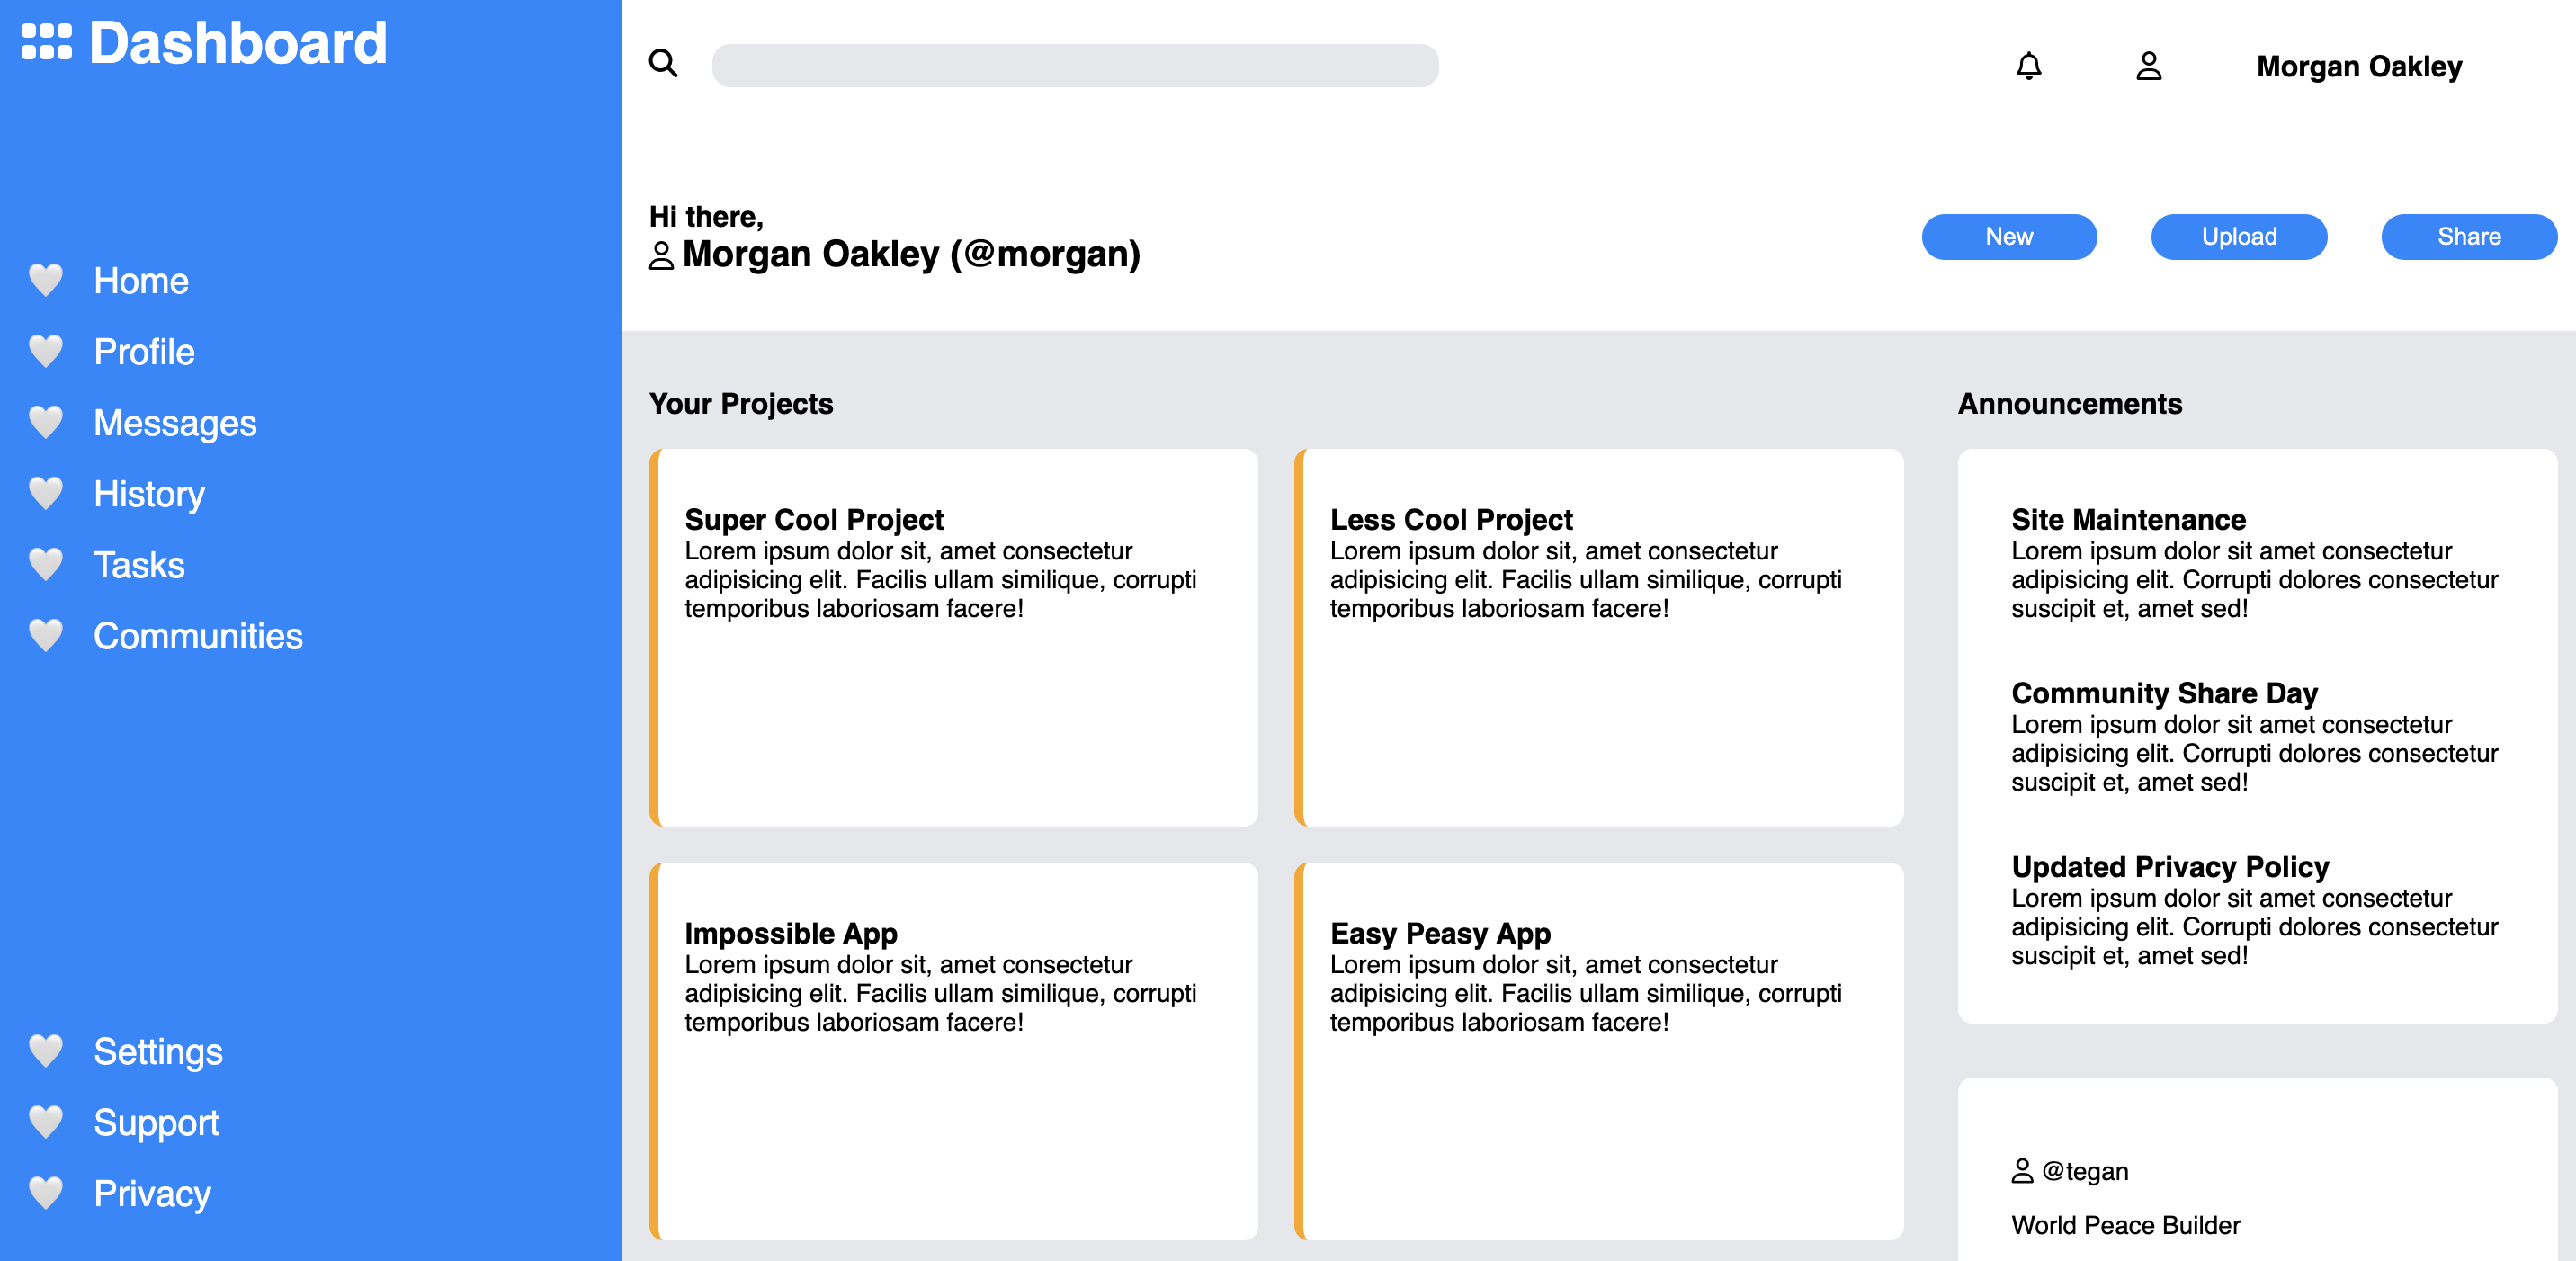 Dashboard
Home
Profile
Messages
History
Tasks
Communities
Settings
Support
Privacy
Morgan Oakley
Hi there,
Morgan Oakley (@morgan)
New
Upload
Share
Your Projects
Super Cool Project
Lorem ipsum dolor sit, amet consectetur
adipisicing elit. Facilis ullam similique, corrupti
temporibus laboriosam facere!
Less Cool Project
Lorem ipsum dolor sit, amet consectetur
adipisicing elit. Facilis ullam similique, corrupti
temporibus laboriosam facere!
Impossible App
Lorem ipsum dolor sit, amet consectetur
adipisicing elit. Facilis ullam similique, corrupti
temporibus laboriosam facere!
Easy Peasy App
Lorem ipsum dolor sit, amet consectetur
adipisicing elit. Facilis ullam similique, corrupti
temporibus laboriosam facere!
Announcements
Site Maintenance
Lorem ipsum dolor sit amet consectetur
adipisicing elit. Corrupti dolores consectetur
suscipit et, amet sed!
Community Share Day
Lorem ipsum dolor sit amet consectetur
adipisicing elit. Corrupti dolores consectetur
suscipit et, amet sed!
Updated Privacy Policy
Lorem ipsum dolor sit amet consectetur
adipisicing elit. Corrupti dolores consectetur
suscipit et, amet sed!
@tegan
World Peace Builder